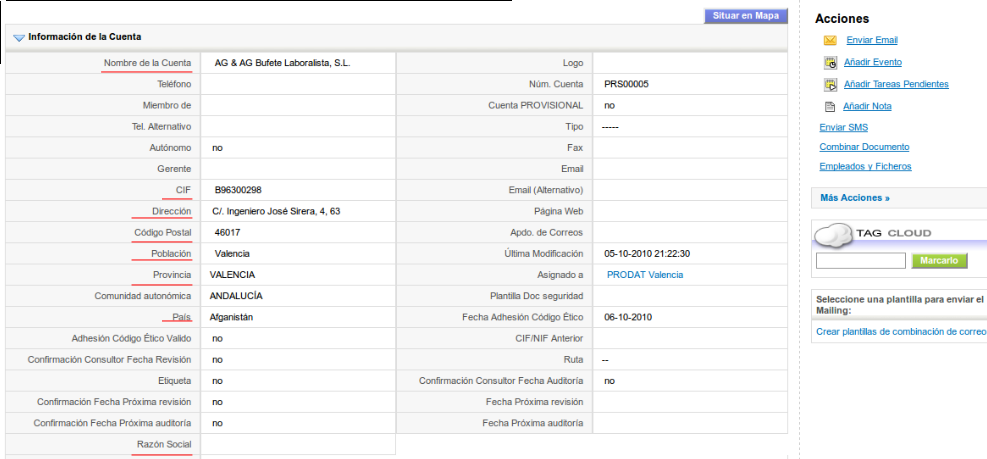 Situar en Mapa
Información de la Cuenta
Nombre de la Cuenta AG & AG Bufete Laboralista, S.L. Logo
Teléfono Núm. Cuenta PRS00005
Miembro de Cuenta PROVISIONAL no
Tel. Alternativo Tipo -----
Autónomo no Fax
Gerente Email
CIF B96300298 Email (Alternativo)
Dirección C/. Ingeniero José Sirera, 4, 63 Página Web
Código Postal 46017 Apdo. de Correos
Población Valencia Última Modificación 05-10-2010 21:22:30
Provincia VALENCIA Asignado a PRODAT Valencia
Comunidad autonómica ANDALUCÍA Plantilla Doc seguridad
País Afganistán Fecha Adhesión Código Ético 06-10-2010
Adhesión Código Ético Valido no CIF/NIF Anterior
Confirmación Consultor Fecha Revisión no Ruta --
Etiqueta no Confirmación Consultor Fecha Auditoría no
Confirmación Fecha Próxima revisión no Fecha Próxima revisión
Confirmación Fecha Próxima auditoría no Fecha Próxima auditoría
Razón Social
Acciones
Enviar Email
Añadir Evento
Añadir Tareas Pendientes
Añadir Nota
Enviar SMS
Combinar Documento
Empleados y Ficheros
Más Acciones »
TAG CLOUD
Marcarlo
Seleccione una plantilla para enviar el
Mailing:
Crear plantillas de combinación de correo